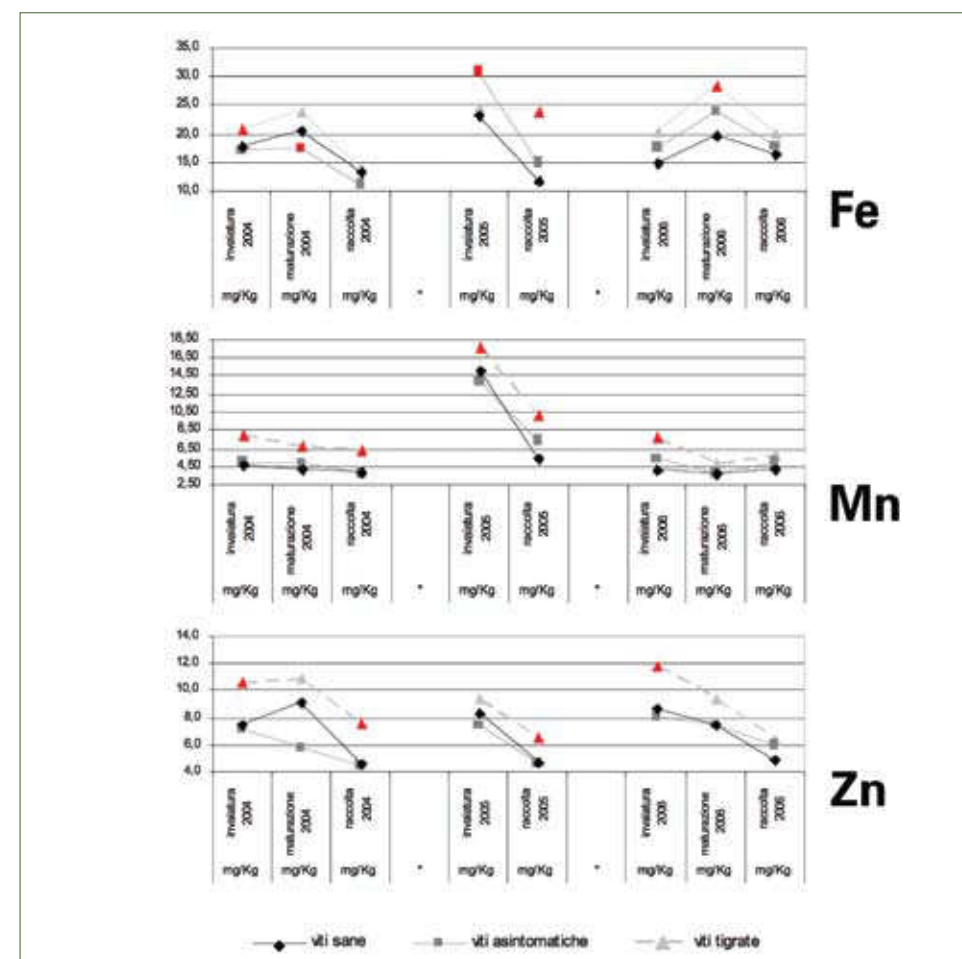 35,0
30,0
25,0
20,0
15,0
10,0
invaiatura 2004
maturazione 2004
raccolta 2004
invaiatura 2005
raccolta 2005
invaiatura 2006
maturazione 2006
raccolta 2006
mg/Kg mg/Kg mg/Kg * mg/Kg mg/Kg * mg/Kg mg/Kg mg/Kg
Fe
18,50
16,50
14,50
12,50
10,50
8,50
6,50
4,50
2,50
invaiatura 2004
maturazione 2004
raccolta 2004
invaiatura 2005
raccolta 2005
invaiatura 2006
maturazione 2006
raccolta 2006
mg/Kg mg/Kg mg/Kg * mg/Kg mg/Kg * mg/Kg mg/Kg mg/Kg
Mn
14,0
12,0
10,0
8,0
6,0
4,0
invaiatura 2004
maturazione 2004
raccolta 2004
invaiatura 2005
raccolta 2005
invaiatura 2006
maturazione 2006
raccolta 2006
mg/Kg mg/Kg mg/Kg * mg/Kg mg/Kg * mg/Kg mg/Kg mg/Kg
Zn
viti sane viti asintomatiche viti tigrate